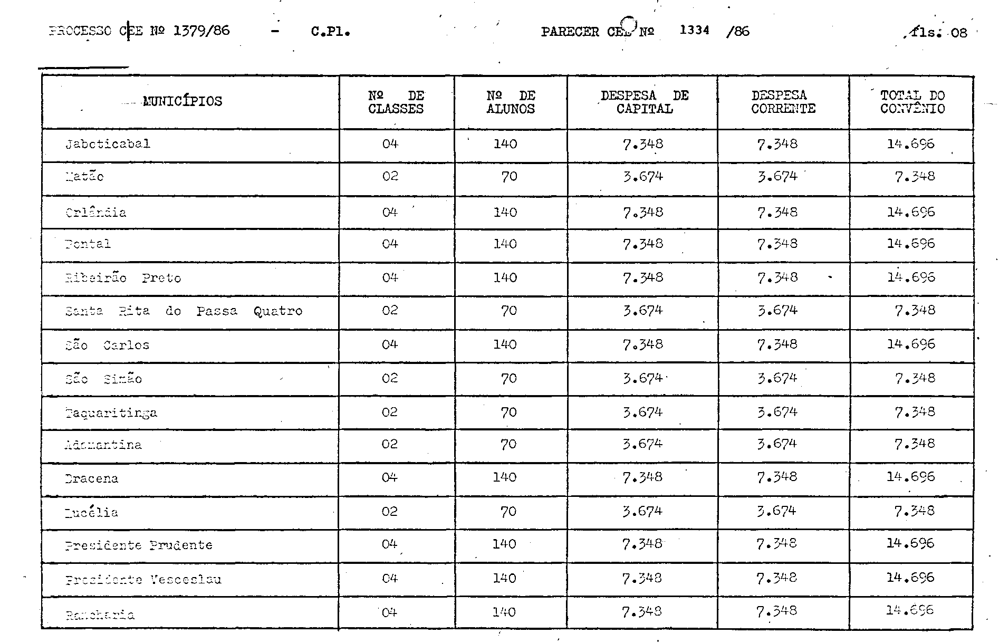 PROCESSO CEE Nº 1379/86 - C.Pl. PARECER CEE Nº 1334 /86 fls. 08
MUNICÍPIOS Nº DE CLASSES Nº DE ALUNOS DESPESA DE CAPITAL DESPESA CORRENTE TOTAL DO CONVÊNIO
Jaboticabal 04 140 7.348 7.348 14.696
Matão 02 70 3.674 3.674 7.348
Orlândia 04 140 7.348 7.348 14.696
Pontal 04 140 7.348 7.348 14.696
Ribeirão Preto 04 140 7.348 7.348 14.696
Santa Rita do Passa Quatro 02 70 3.674 3.674 7.348
São Carlos 04 140 7.348 7.348 14.696
São Simão 02 70 3.674 3.674 7.348
Taquaritinga 02 70 3.674 3.674 7.348
Adamantina 02 70 3.674 3.674 7.348
Dracena 04 140 7.348 7.348 14.696
Lucélia 02 70 3.674 3.674 7.348
Presidente Prudente 04 140 7.348 7.348 14.696
Presidente Vesceslau 04 140 7.348 7.348 14.696
Rancharia 04 140 7.348 7.348 14.696